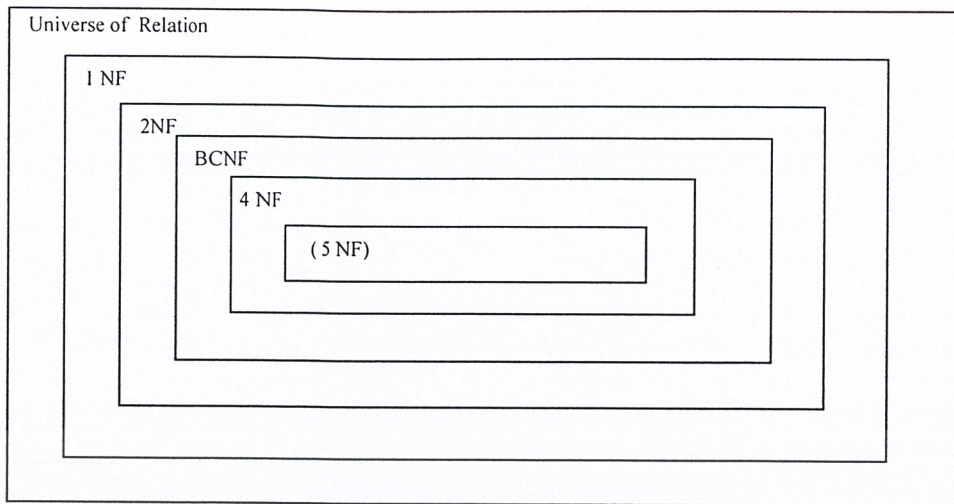 Universe of Relation
1 NF
2NF
BCNF
4 NF
( 5 NF)